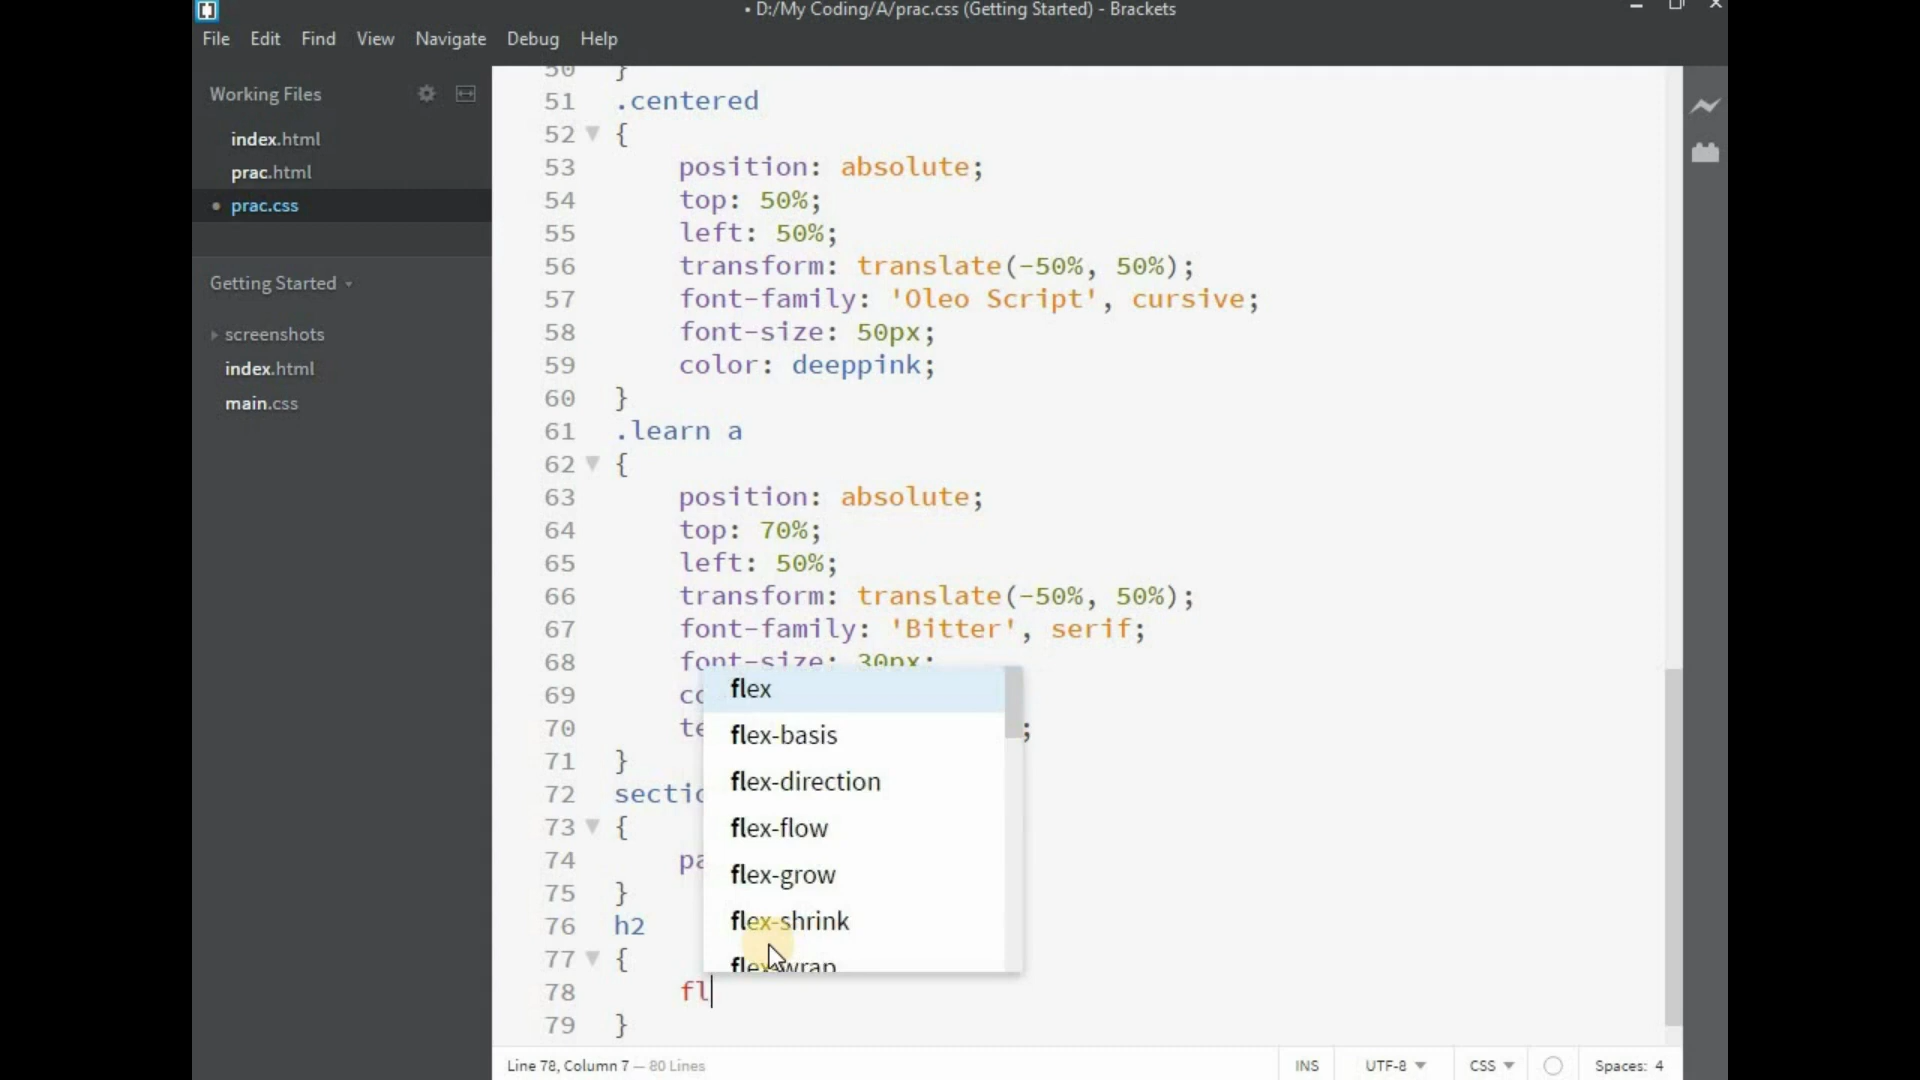 • D:/My Coding/A/prac.css (Getting Started) - Brackets
File Edit Find View Navigate Debug Help
Working Files
index.html
prac.html
• prac.css
Getting Started
screenshots
index.html
main.css
50 }
51 .centered
52 {
53 position: absolute;
54 top: 50%;
55 left: 50%;
56 transform: translate(-50%, 50%);
57 font-family: 'Oleo Script', cursive;
58 font-size: 50px;
59 color: deeppink;
60 }
61 .learn a
62 {
63 position: absolute;
64 top: 70%;
65 left: 50%;
66 transform: translate(-50%, 50%);
67 font-family: 'Bitter', serif;
68 font-size: 30px;
69 co
70 te ;
71 }
72 sectio
73 {
74 pa
75 }
76 h2
77 {
78 fl
79 }
flex
flex-basis
flex-direction
flex-flow
flex-grow
flex-shrink
flex-wrap
Line 78, Column 7 — 80 Lines
INS UTF-8 CSS Spaces: 4